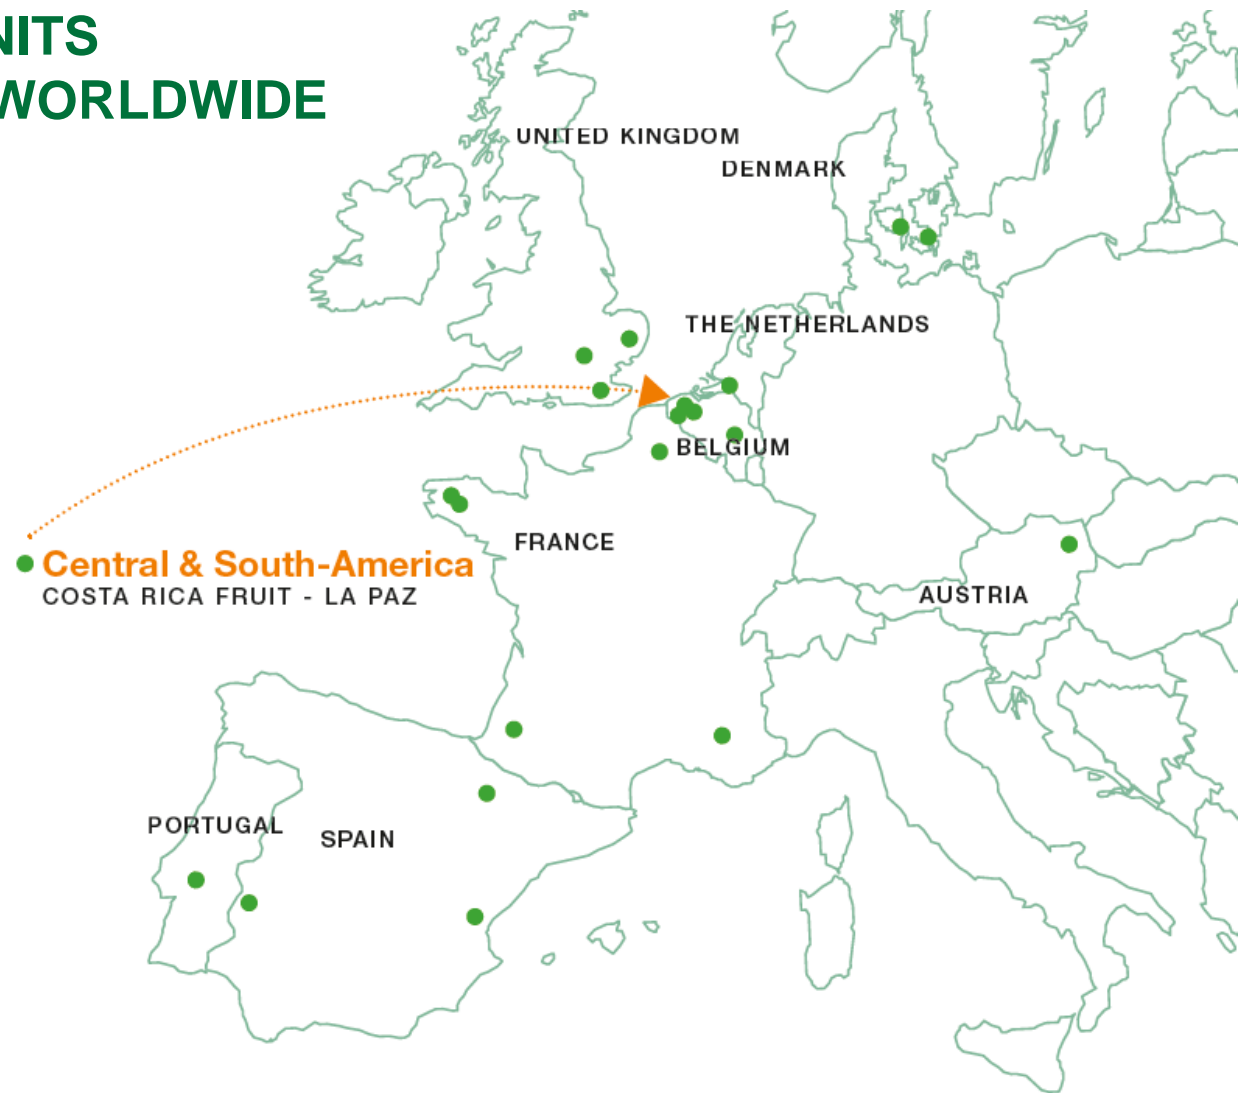 NITS
WORLDWIDE
UNITED KINGDOM
DENMARK
THE NETHERLANDS
BELGIUM
FRANCE
Central & South-America
COSTA RICA FRUIT - LA PAZ
AUSTRIA
PORTUGAL
SPAIN